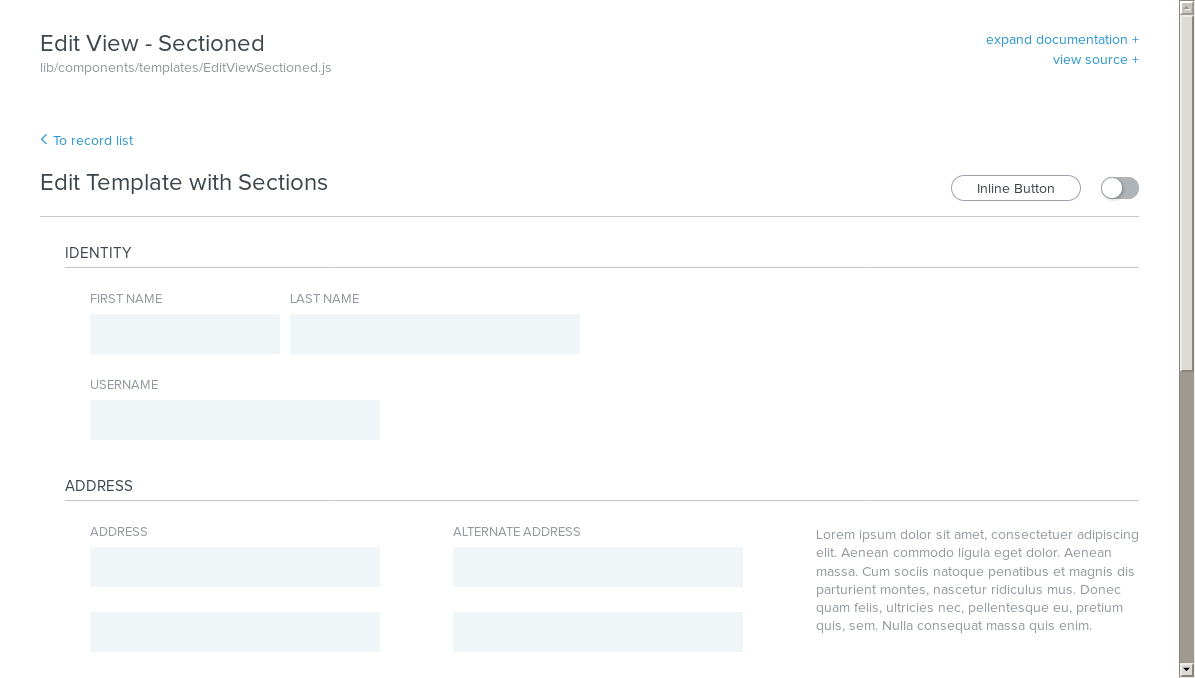 Edit View - Sectioned
lib/components/templates/EditViewSectioned.js
expand documentation +
view source +
To record list
Edit Template with Sections
Inline Button
IDENTITY
FIRST NAME
LAST NAME
USERNAME
ADDRESS
ADDRESS
ALTERNATE ADDRESS
Lorem ipsum dolor sit amet, consectetuer adipiscing
elit. Aenean commodo ligula eget dolor. Aenean
massa. Cum sociis natoque penatibus et magnis dis
parturient montes, nascetur ridiculus mus. Donec
quam felis, ultricies nec, pellentesque eu, pretium
quis, sem. Nulla consequat massa quis enim.